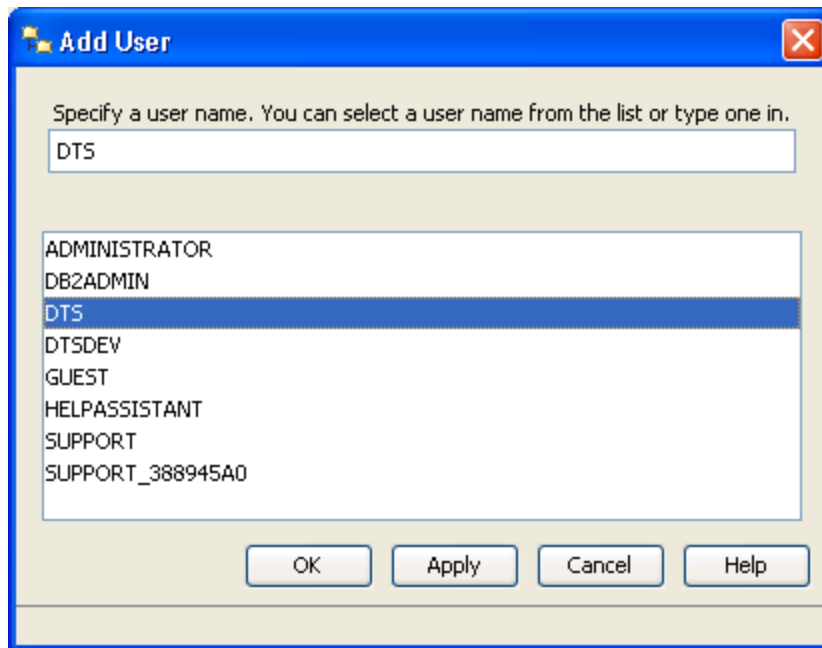 Add User
Specify a user name. You can select a user name from the list or type one in.
DTS
ADMINISTRATOR
DB2ADMIN
DTS
DTSDEV
GUEST
HELPASSISTANT
SUPPORT
SUPPORT_388945A0
OK Apply Cancel Help